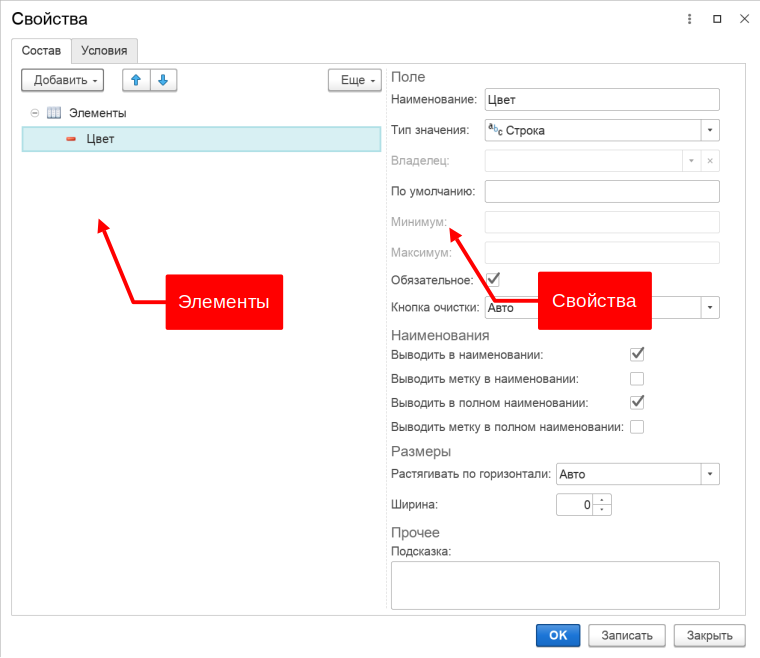 Свойства
Состав
Условия
Добавить
Еще
Элементы
Цвет
Элементы
Поле
Наименование: Цвет
Тип значения: abc Строка
Владелец:
По умолчанию:
Минимум:
Максимум:
Обязательное:
Свойства
Кнопка очистки: Авто
Наименования
Выводить в наименовании:
Выводить метку в наименовании:
Выводить в полном наименовании:
Выводить метку в полном наименовании:
Размеры
Растягивать по горизонтали: Авто
Ширина: 0
Прочее
Подсказка:
OK
Записать
Закрыть